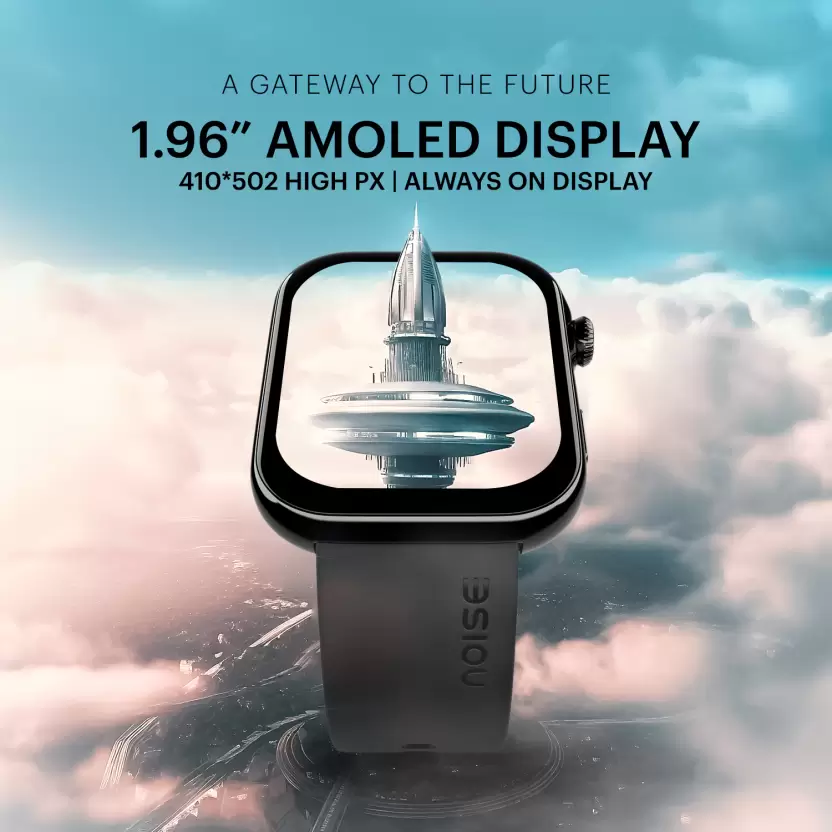 A GATEWAY TO THE FUTURE
1.96” AMOLED DISPLAY
410*502 HIGH PX | ALWAYS ON DISPLAY
NOISE